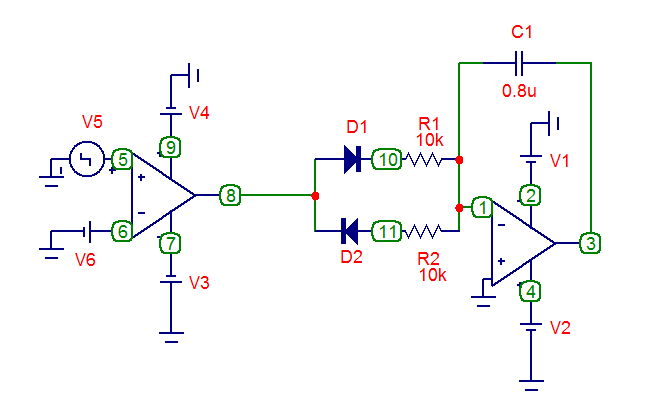 C1
0.8u
V5
V4
D1
R1
10k
V1
5
9
10
8
1
2
+
+
-
-
+
6
7
11
3
V6
V3
D2
R2
10k
4
V2